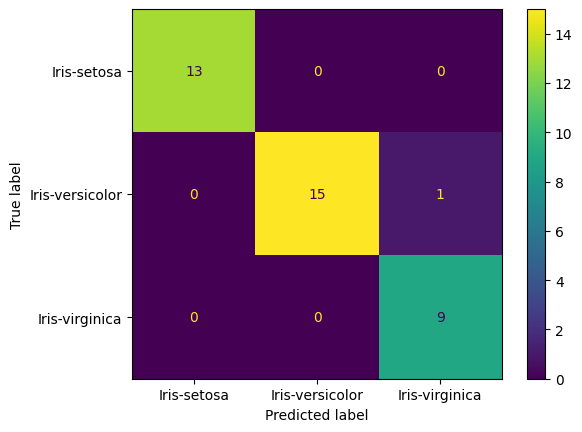 Iris-setosa 13 0 0
Iris-versicolor 0 15 1
Iris-virginica 0 0 9
Iris-setosa Iris-versicolor Iris-virginica
Predicted label
True label
14
12
10
8
6
4
2
0